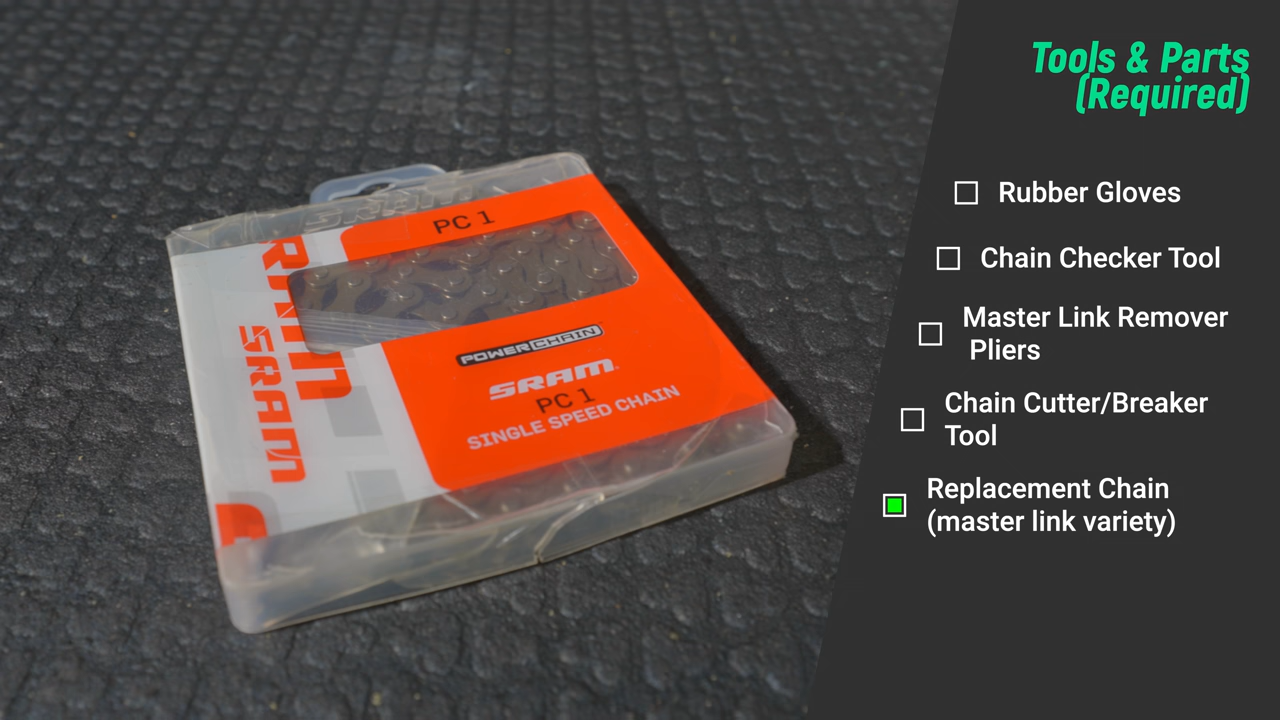 Tools & Parts
(Required)
Rubber Gloves
Chain Checker Tool
Master Link Remover
Pliers
Chain Cutter/Breaker
Tool
Replacement Chain
(master link variety)
SRAM
PC 1
SRAM
POWERCHAIN
SRAM
PC 1
SINGLE SPEED CHAIN